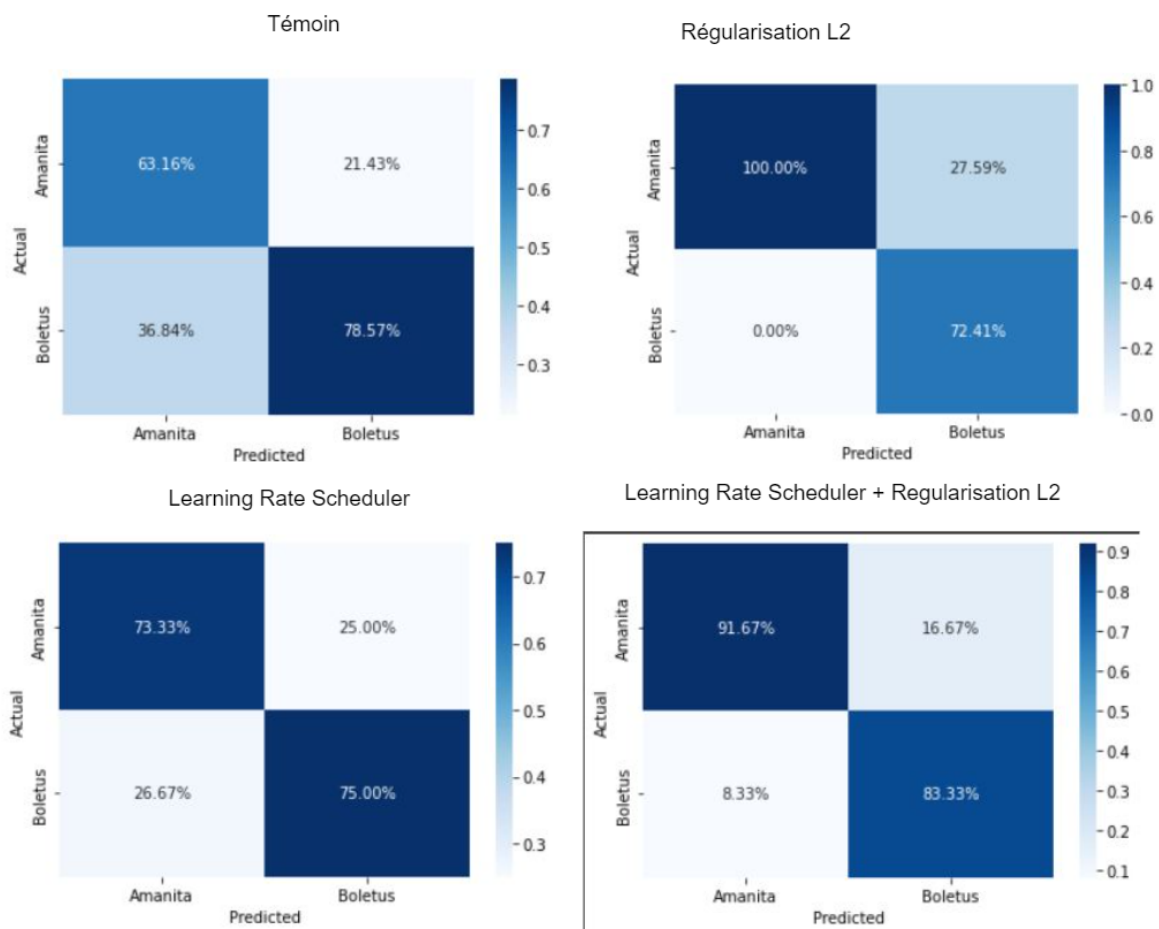 Témoin
Régularisation L2
Amanita
63.16%
21.43%
Boletus
36.84%
78.57%
Actual
Amanita
Boletus
Predicted
0.7
0.6
0.5
0.4
0.3
Amanita
100.00%
27.59%
Boletus
0.00%
72.41%
Actual
Amanita
Boletus
Predicted
1.0
0.8
0.6
0.4
0.2
0.0
Learning Rate Scheduler
Learning Rate Scheduler + Regularisation L2
Amanita
73.33%
25.00%
Boletus
26.67%
75.00%
Actual
Amanita
Boletus
Predicted
0.7
0.6
0.5
0.4
0.3
Amanita
91.67%
16.67%
Boletus
8.33%
83.33%
Actual
Amanita
Boletus
Predicted
0.9
0.8
0.7
0.6
0.5
0.4
0.3
0.2
0.1